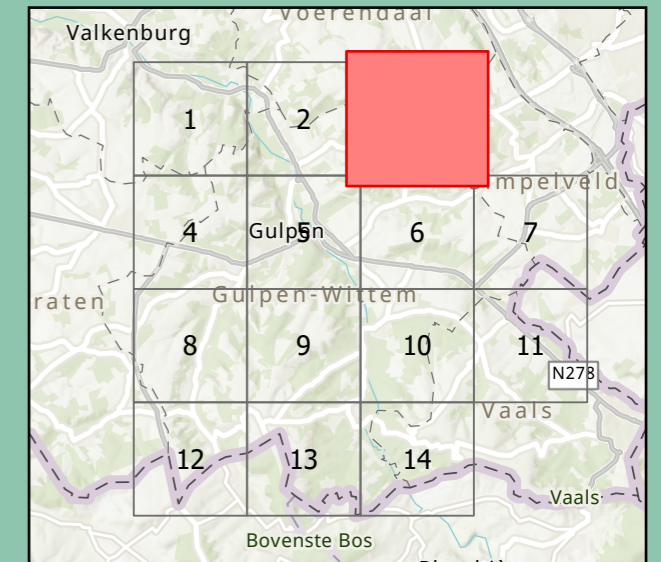 Voerendaal
Valkenburg
1
2
mpelveld
4
Gulpen
5
6
7
raten
Gulpen-Wittem
8
9
10
11
N278
Vaals
12
13
14
Vaals
Bovenste Bos